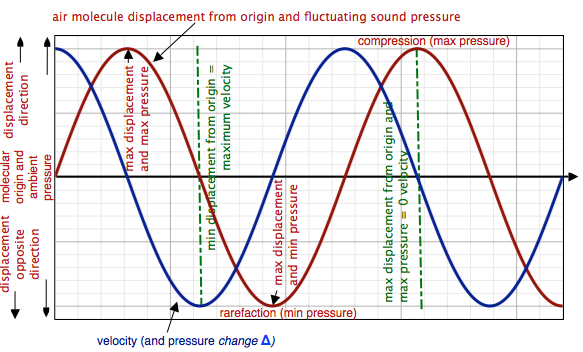 air molecule displacement from origin and fluctuating sound pressure
compression (max pressure)
displacement
direction
molecular
origin and
ambient
pressure
displacement
opposite
direction
max displacement
and max pressure
min displacement from origin =
maximum velocity
max displacement
and min pressure
max displacement from origin and
max pressure = 0 velocity
rarefaction (min pressure)
velocity (and pressure change Δ)